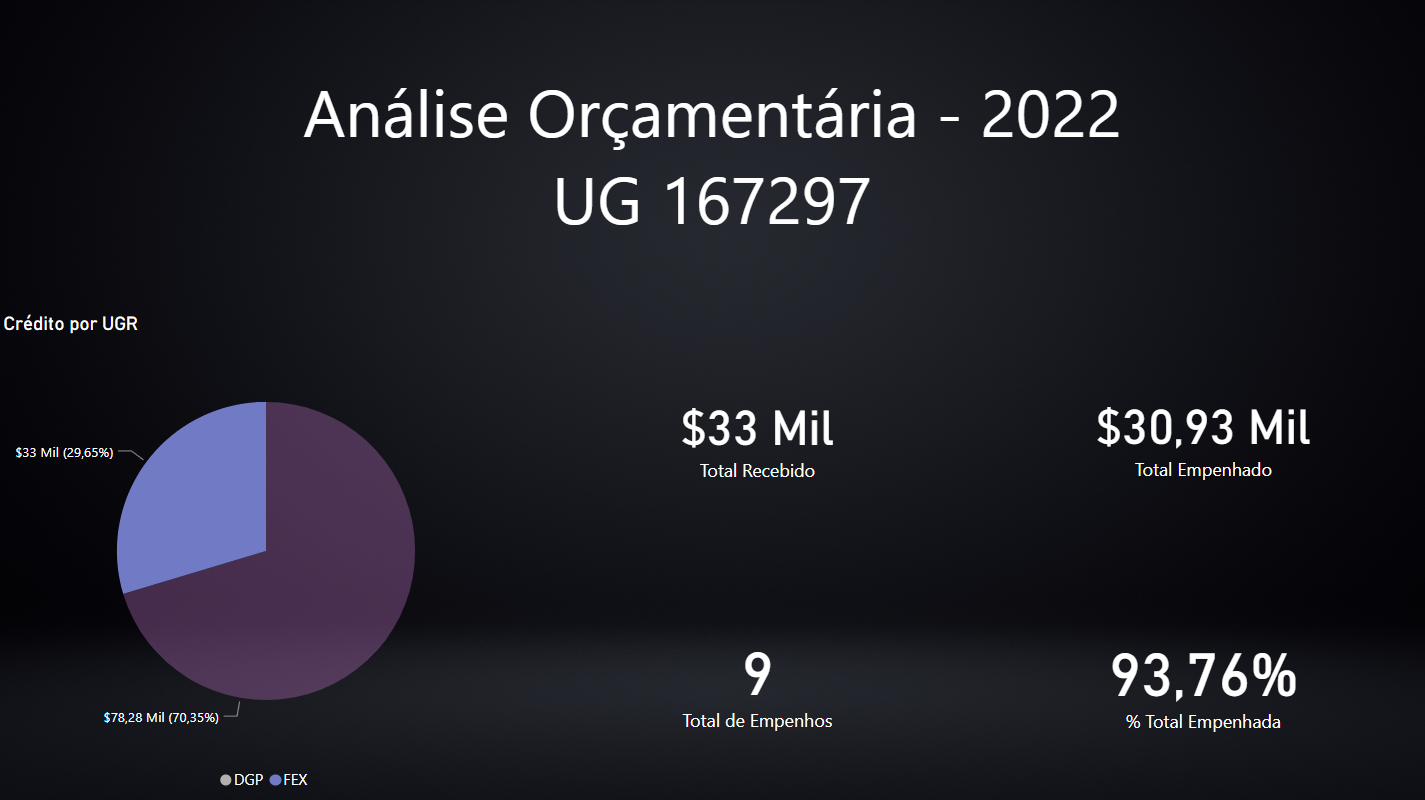 Análise Orçamentária - 2022
UG 167297
Crédito por UGR
$33 Mil (29,65%)
$78,28 Mil (70,35%)
DGP FEX
$33 Mil
Total Recebido
$30,93 Mil
Total Empenhado
9
Total de Empenhos
93,76%
% Total Empenhada